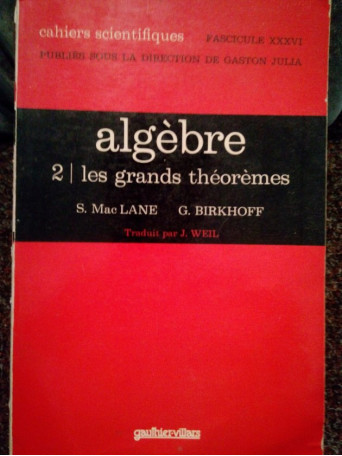 cahiers scientifiques FASCICULE XXXVI
PUBLIÉS SOUS LA DIRECTION DE GASTON JULIA
algèbre
2 | les grands théorèmes
S. Mac LANE G. BIRKHOFF
Traduit par J. WEIL
gauthier-villars